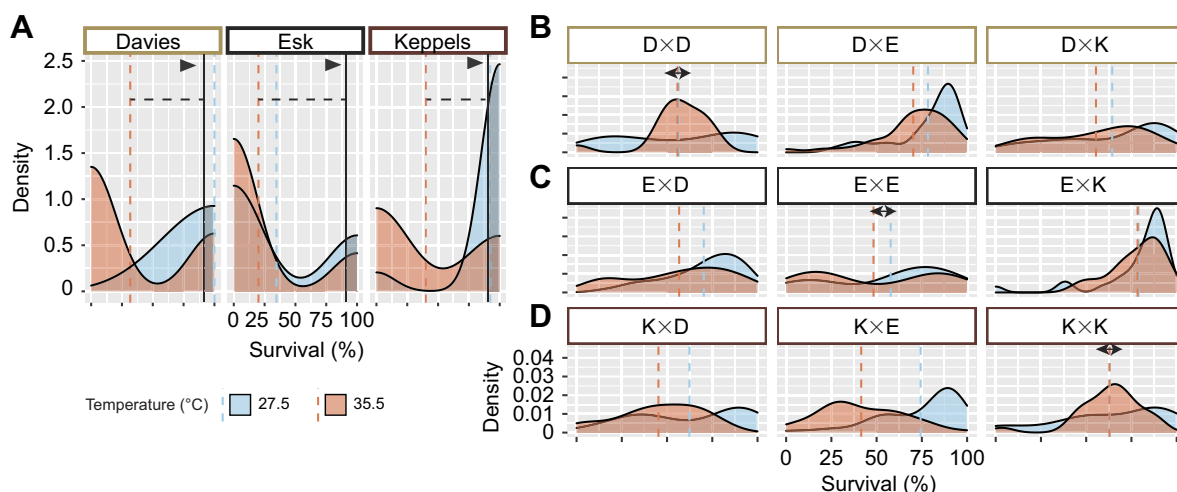 A
Davies Esk Keppels
2.5
2.0
1.5
1.0
0.5
0
Density
0 25 50 75 100
Survival (%)
Temperature (°C) 27.5 35.5
B
D×D D×E D×K
C
E×D E×E E×K
D
K×D K×E K×K
0.04
0.03
0.02
0.01
0
Density
0 25 50 75 100
Survival (%)